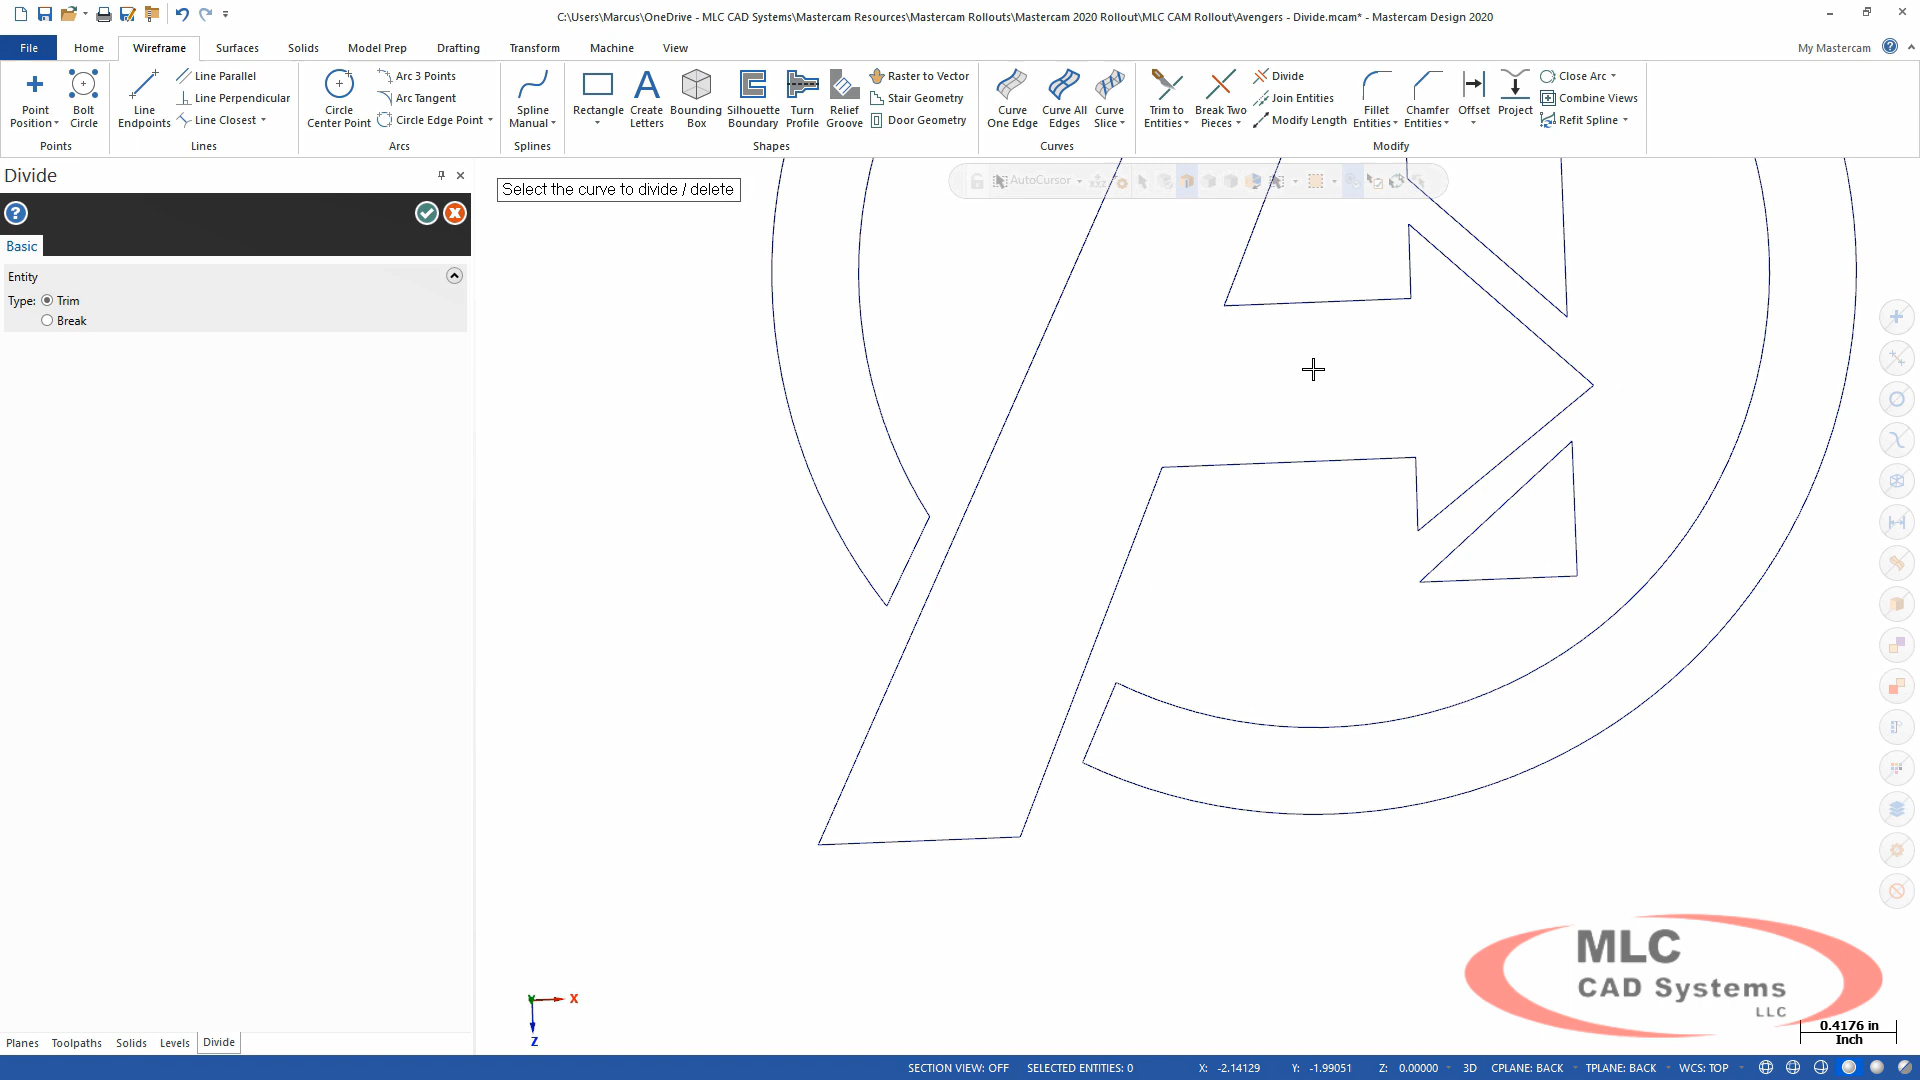 C:\Users\Marcus\OneDrive - MLC CAD Systems\Mastercam Resources\Mastercam Rollouts\Mastercam 2020 Rollout\MLC CAM Rollout\Avengers - Divide.mcam* - Mastercam Design 2020
File Home Wireframe Surfaces Solids Model Prep Drafting Transform Machine View My Mastercam
Point Position
Bolt Circle
Points
Line Endpoints
Line Parallel
Line Perpendicular
Line Closest
Lines
Circle Center Point
Arc 3 Points
Arc Tangent
Circle Edge Point
Arcs
Spline Manual
Splines
Rectangle
Create Letters
Bounding Box
Silhouette Boundary
Turn Profile
Relief Groove
Raster to Vector
Stair Geometry
Door Geometry
Shapes
Curve One Edge
Curve All Edges
Curve Slice
Curves
Trim to Entities
Break Two Pieces
Divide
Join Entities
Modify Length
Fillet Entities
Chamfer Entities
Offset
Project
Close Arc
Combine Views
Refit Spline
Modify
Divide
Basic
Entity
Type: Trim
Break
Select the curve to divide / delete
AutoCursor
X
Z
MLC
CAD Systems
LLC
0.4176 in
Inch
Planes Toolpaths Solids Levels Divide
SECTION VIEW: OFF SELECTED ENTITIES: 0 X: -2.14129 Y: -1.99051 Z: 0.00000 3D CPLANE: BACK TPLANE: BACK WCS: TOP